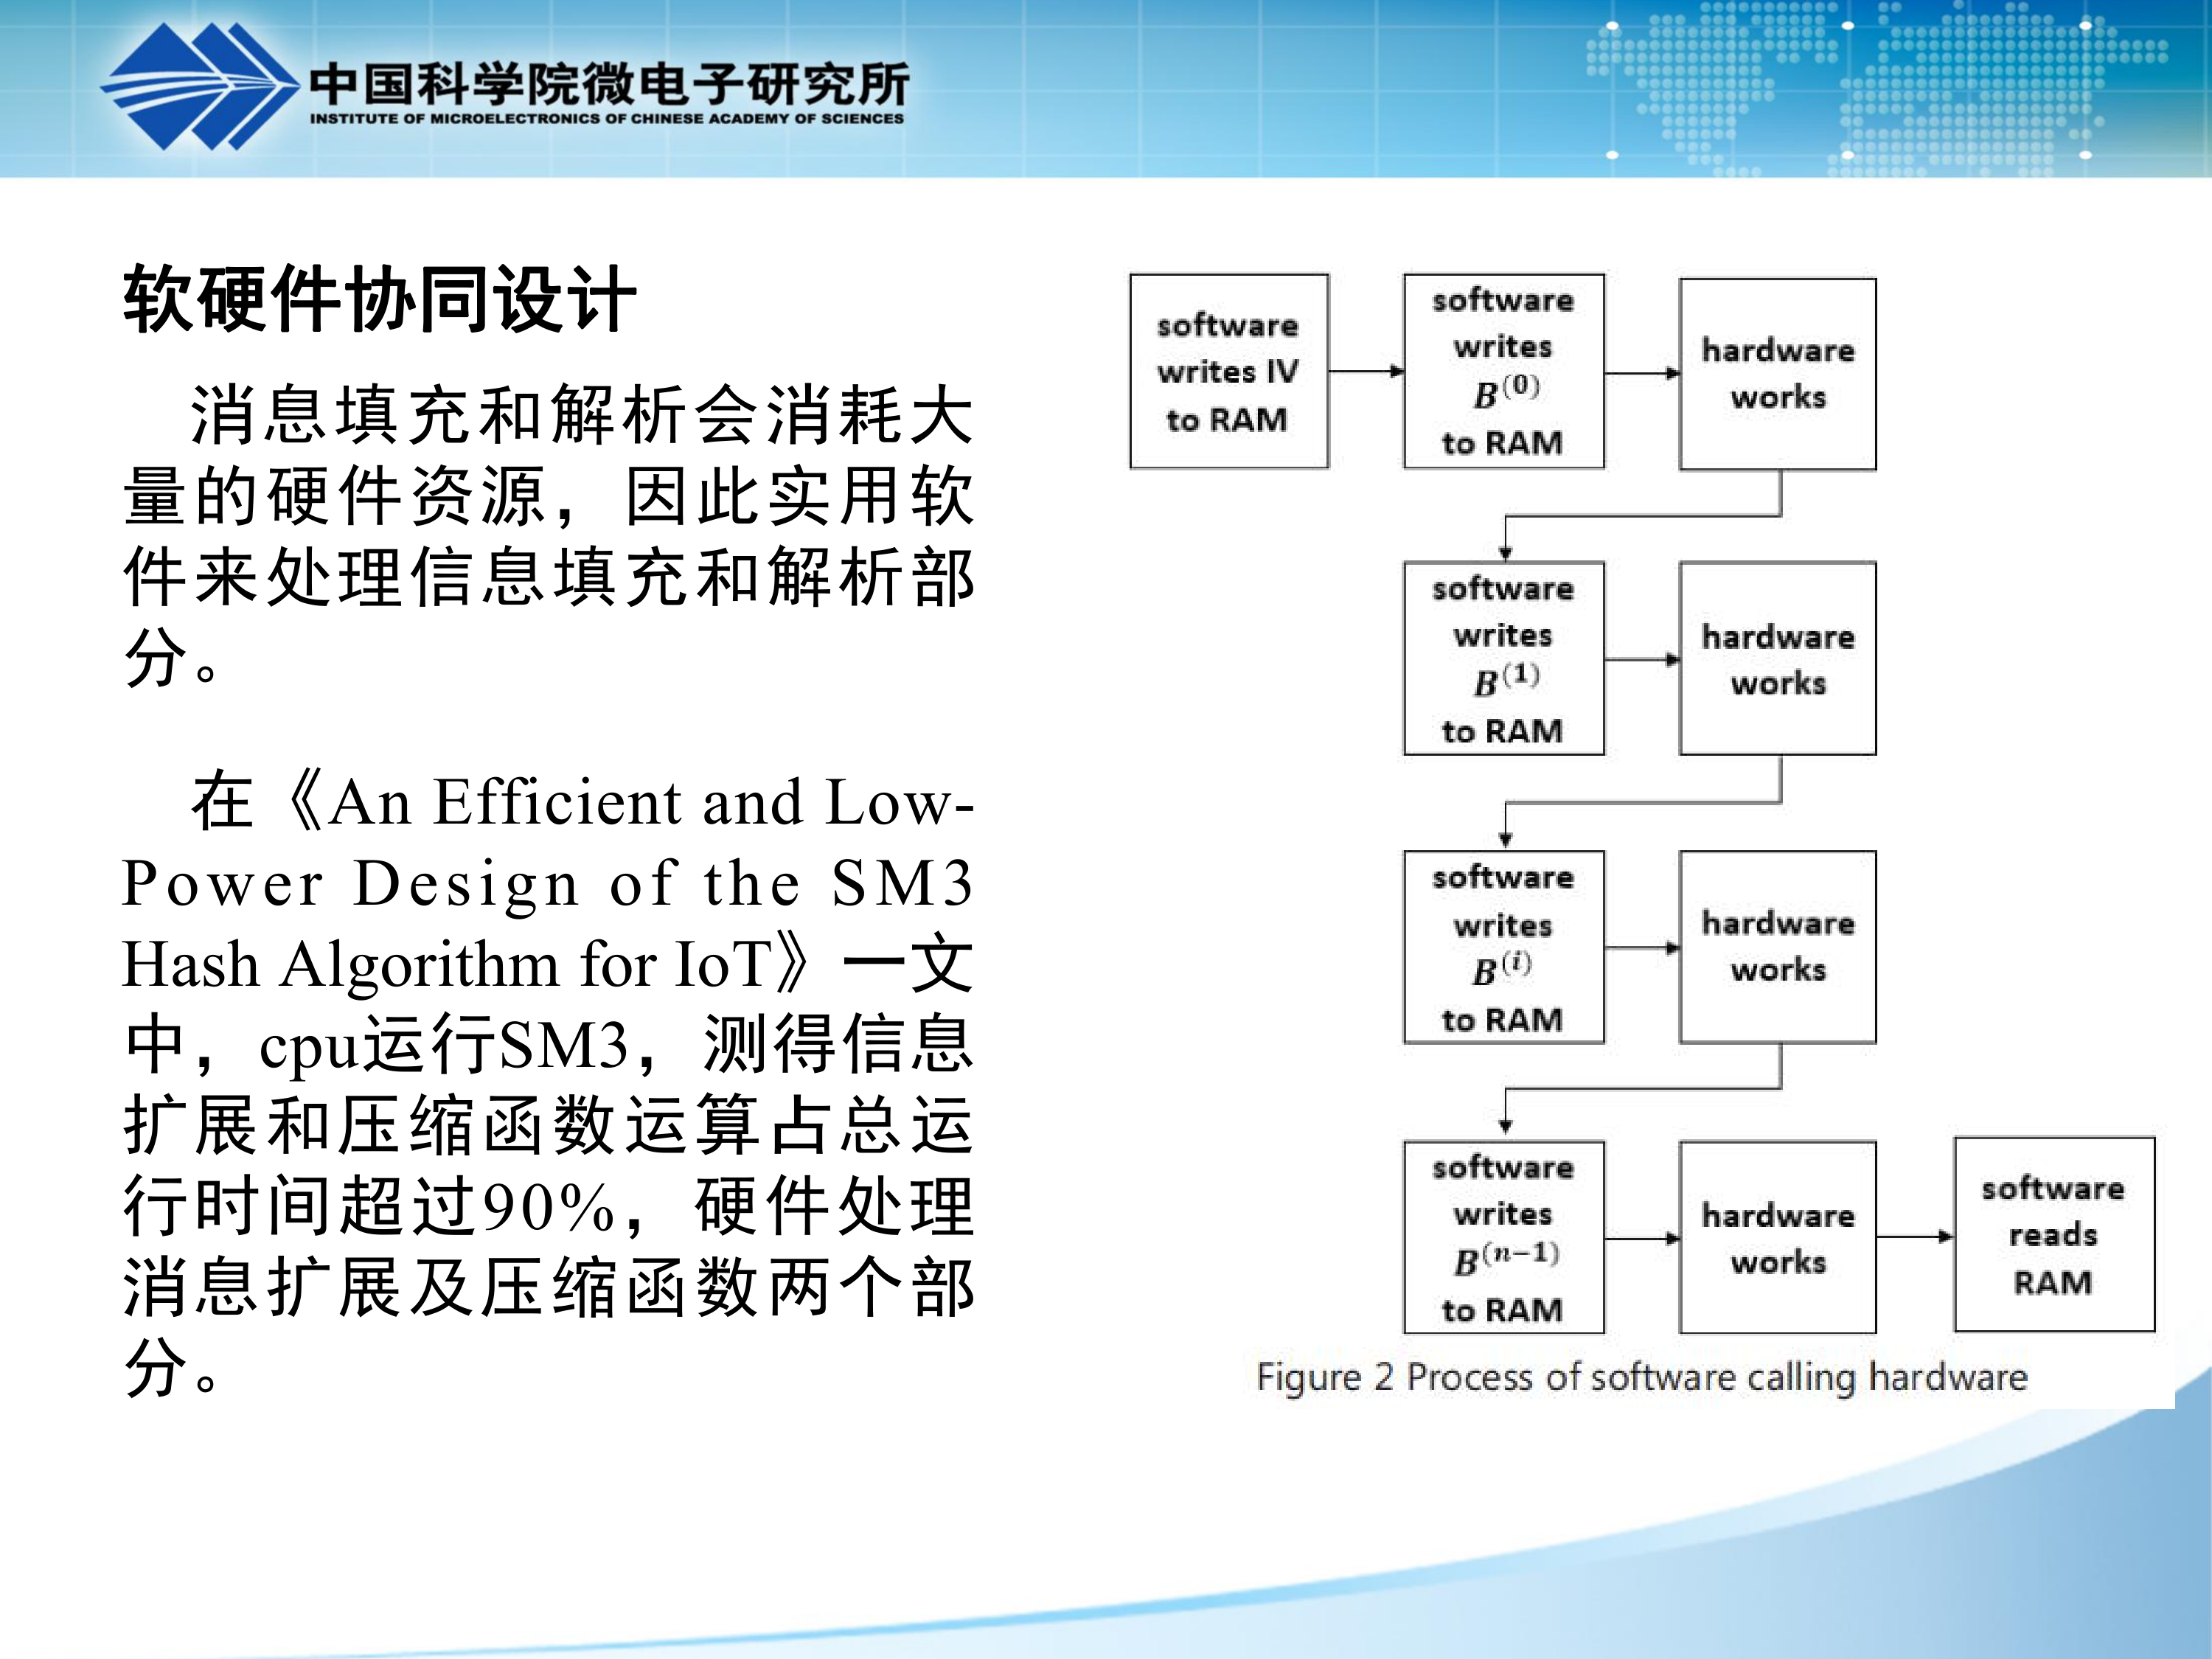 中国科学院微电子研究所
INSTITUTE OF MICROELECTRONICS OF CHINESE ACADEMY OF SCIENCES
软硬件协同设计
消息填充和解析会消耗大
量的硬件资源，因此实用软
件来处理信息填充和解析部
分。
在《An Efficient and Low-
Power Design of the SM3
Hash Algorithm for IoT》一文
中，cpu运行SM3，测得信息
扩展和压缩函数运算占总运
行时间超过90%，硬件处理
消息扩展及压缩函数两个部
分。
software
writes IV
to RAM
software
writes
B^(0)
to RAM
hardware
works
software
writes
B^(1)
to RAM
hardware
works
software
writes
B^(i)
to RAM
hardware
works
software
writes
B^(n−1)
to RAM
hardware
works
software
reads
RAM
Figure 2 Process of software calling hardware